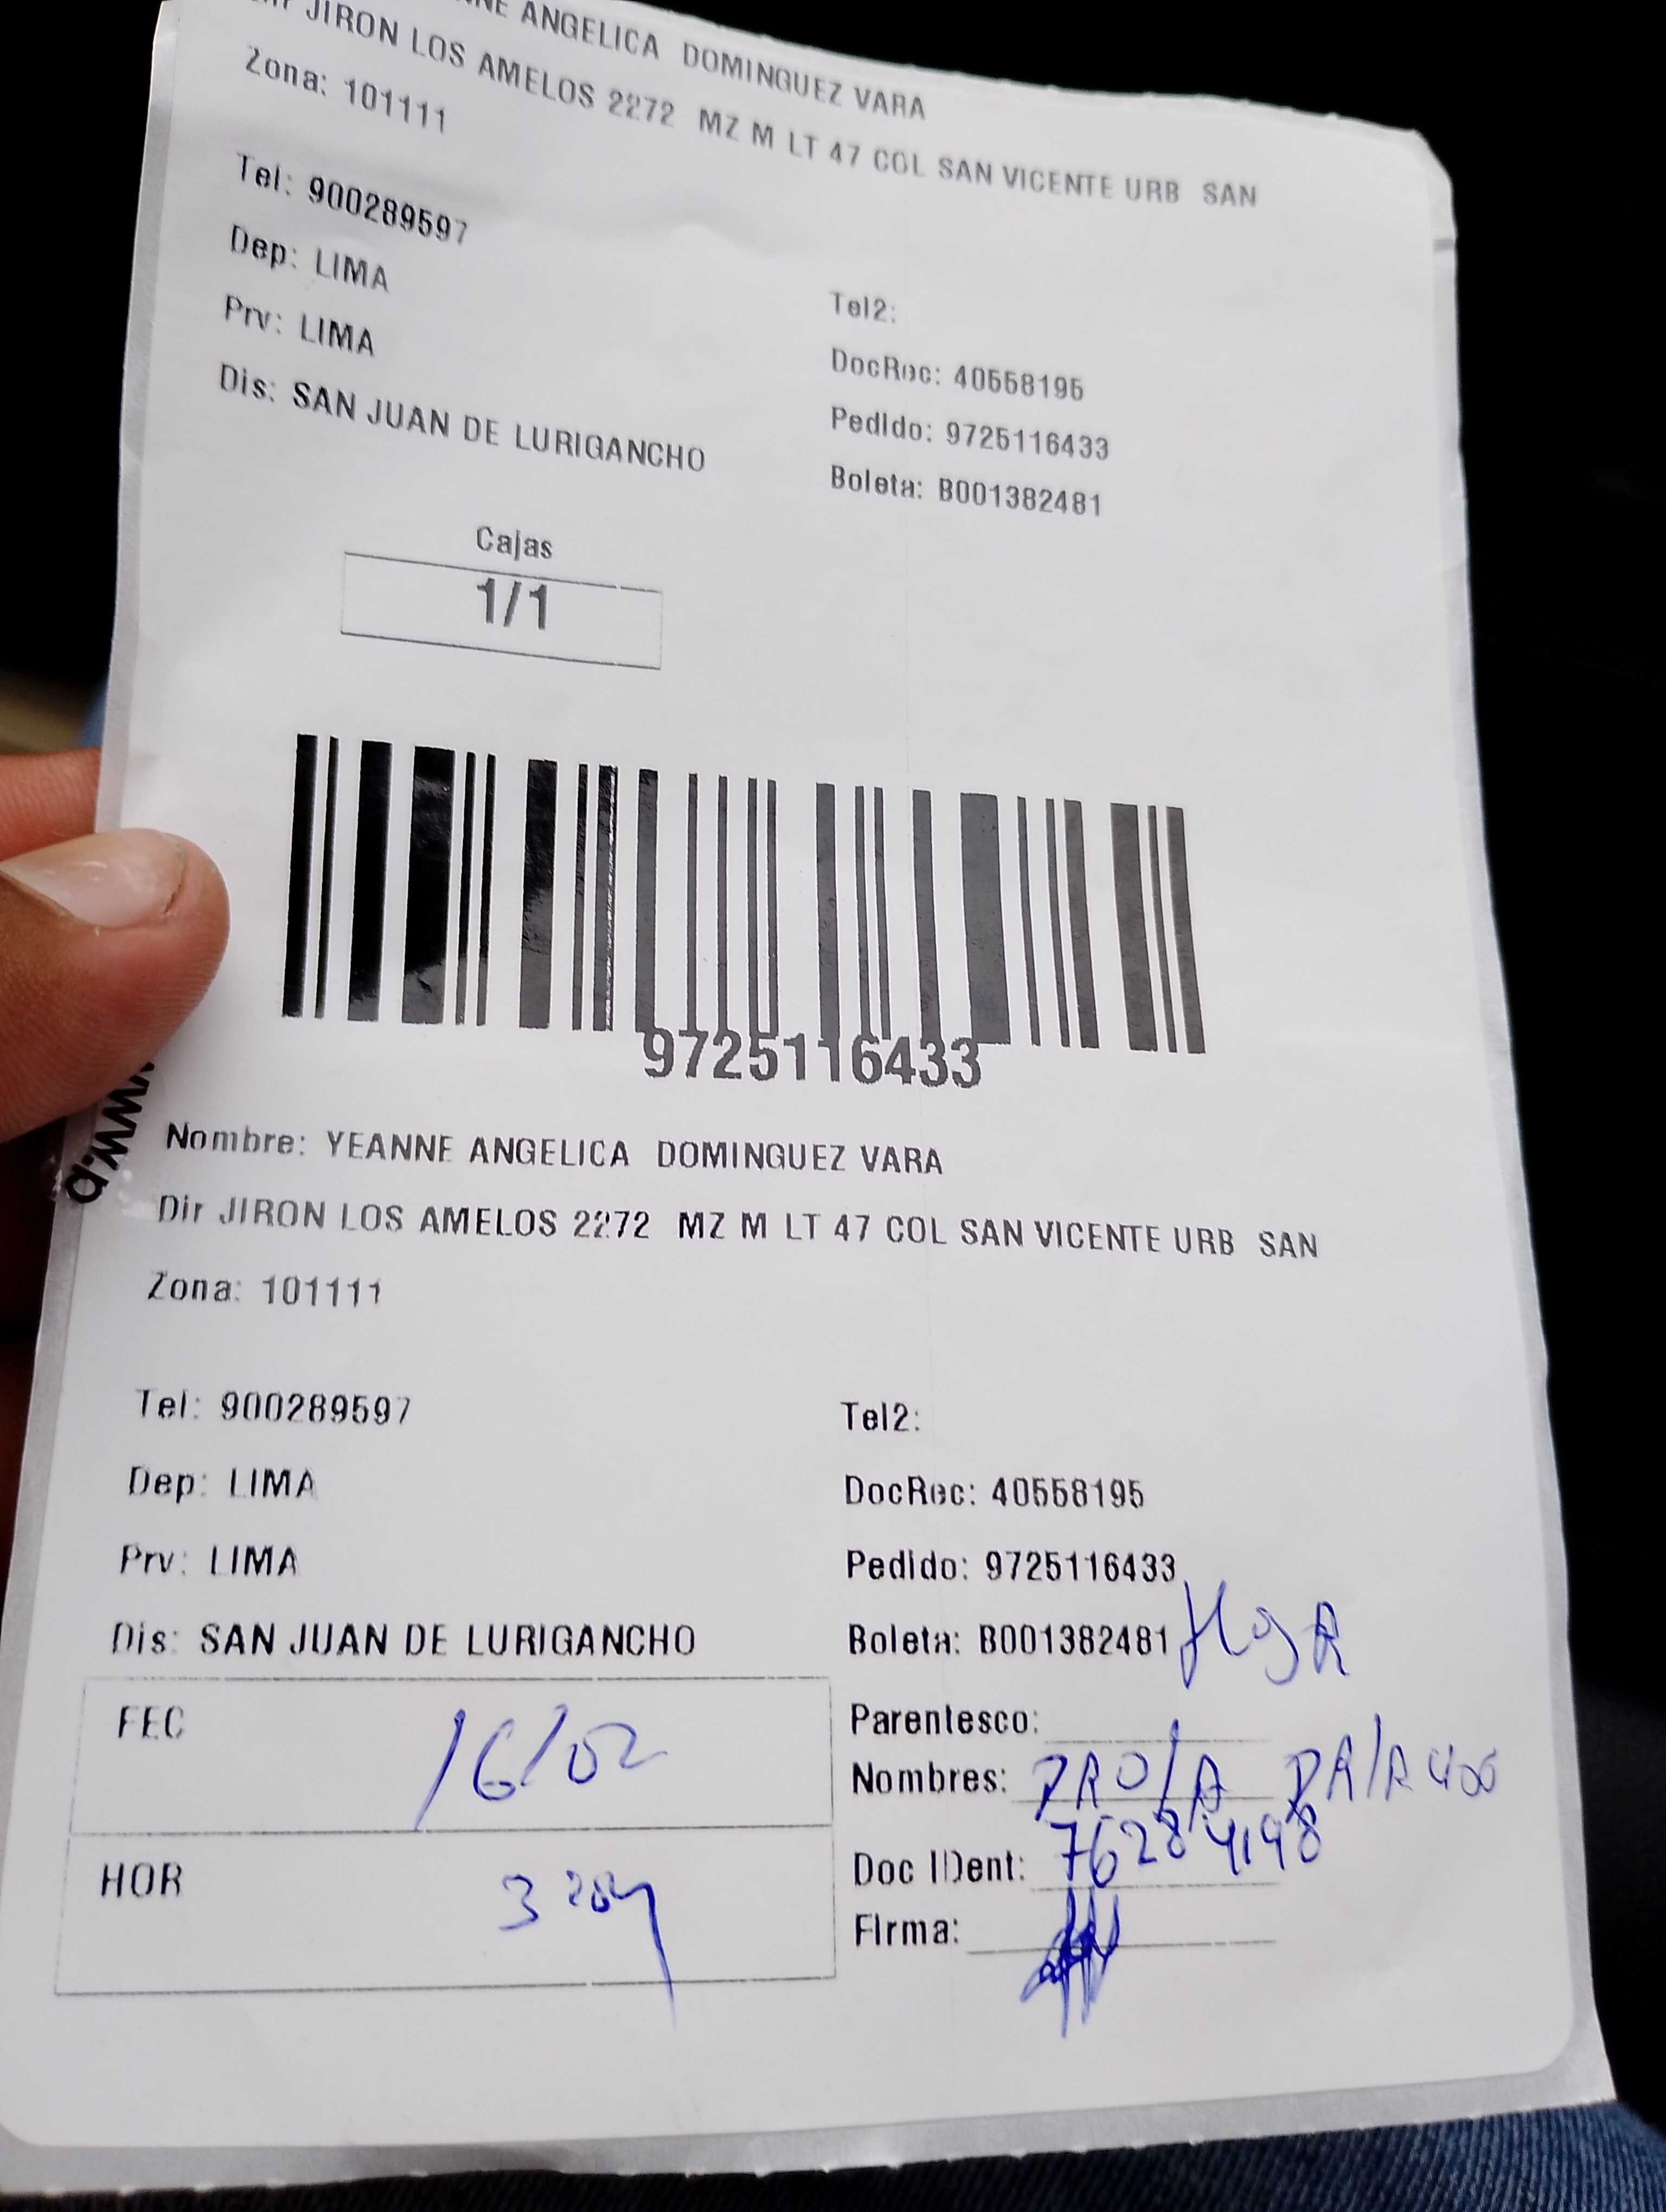 ANGELICA DOMINGUEZ VARA
JIRON LOS AMELOS 2272 MZ M LT 47 COL SAN VICENTE URB SAN
Zona: 101111
Tel: 900289597
Dep: LIMA
Tel2:
Prv: LIMA
DocRec: 40558195
Dis: SAN JUAN DE LURIGANCHO
Pedido: 9725116433
Boleta: B001382481
Cajas
1/1
9725116433
Nombre: YEANNE ANGELICA DOMINGUEZ VARA
Dir JIRON LOS AMELOS 2272 MZ M LT 47 COL SAN VICENTE URB SAN
Zona: 101111
Tel: 900289597
Tel2:
Dep: LIMA
DocRec: 40558195
Prv: LIMA
Pedido: 9725116433
Dis: SAN JUAN DE LURIGANCHO
Boleta: B001382481
FEC 16/02
Parentesco:
Nombres:
HOR
Doc IDent: 76284198
Firma: